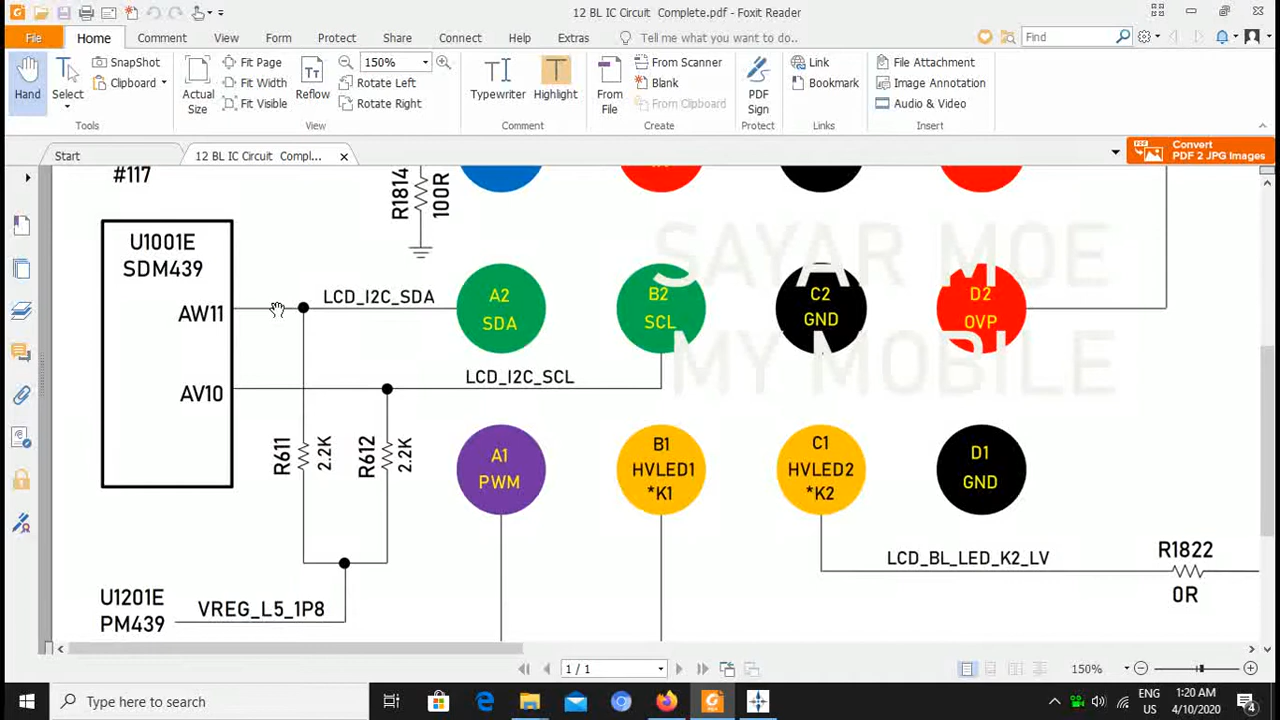 12 BL IC Circuit Complete.pdf - Foxit Reader
File Home Comment View Form Protect Share Connect Help Extras Tell me what you want to do.. Find
Hand
Select
SnapShot
Clipboard
Tools
Actual Size
Fit Page
Fit Width
Fit Visible
Reflow
150%
Rotate Left
Rotate Right
View
Typewriter
Highlight
Comment
From File
From Scanner
Blank
From Clipboard
Create
PDF Sign
Protect
Link
Bookmark
Links
File Attachment
Image Annotation
Audio & Video
Insert
Start
12 BL IC Circuit Compl...
Convert
PDF 2 JPG Images
#117
R1814
100R
U1001E
SDM439
AW11
AV10
LCD_I2C_SDA
LCD_I2C_SCL
A2
SDA
B2
SCL
C2
GND
D2
OVP
SAYAR MOE
MY MOBILE
R611
2.2K
R612
2.2K
A1
PWM
B1
HVLED1
*K1
C1
HVLED2
*K2
D1
GND
LCD_BL_LED_K2_LV
R1822
0R
U1201E
PM439
VREG_L5_1P8
1 / 1
150%
Type here to search
ENG
US
1:20 AM
4/10/2020
4